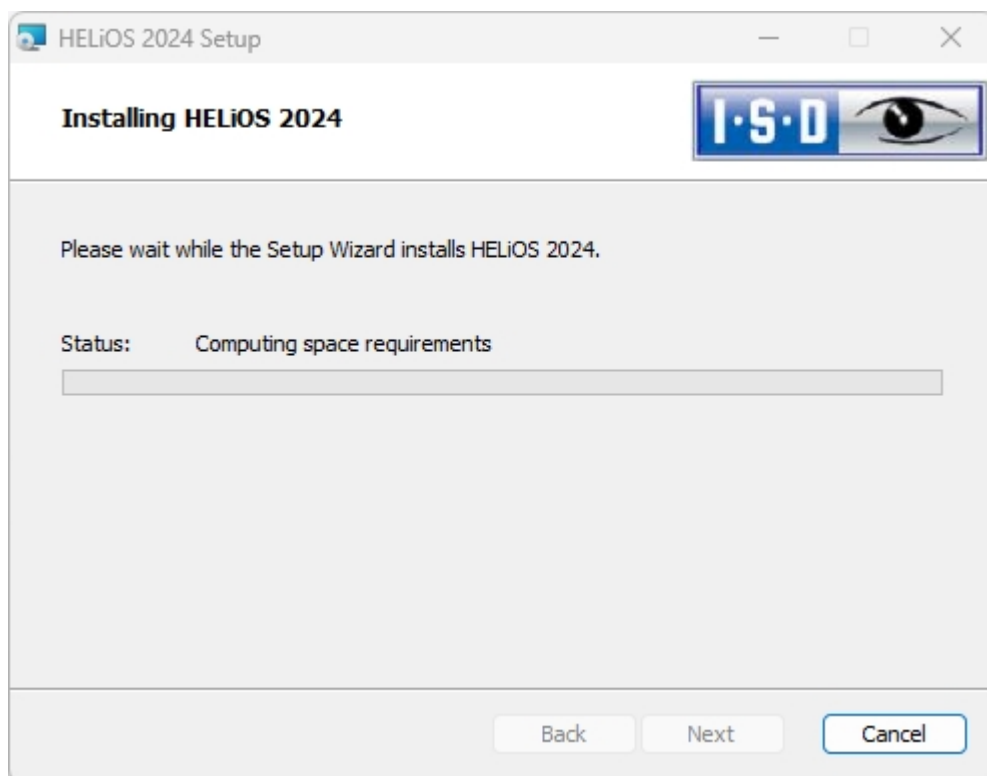 HELiOS 2024 Setup
Installing HELiOS 2024
I·S·D
Please wait while the Setup Wizard installs HELiOS 2024.
Status: Computing space requirements
Back Next Cancel